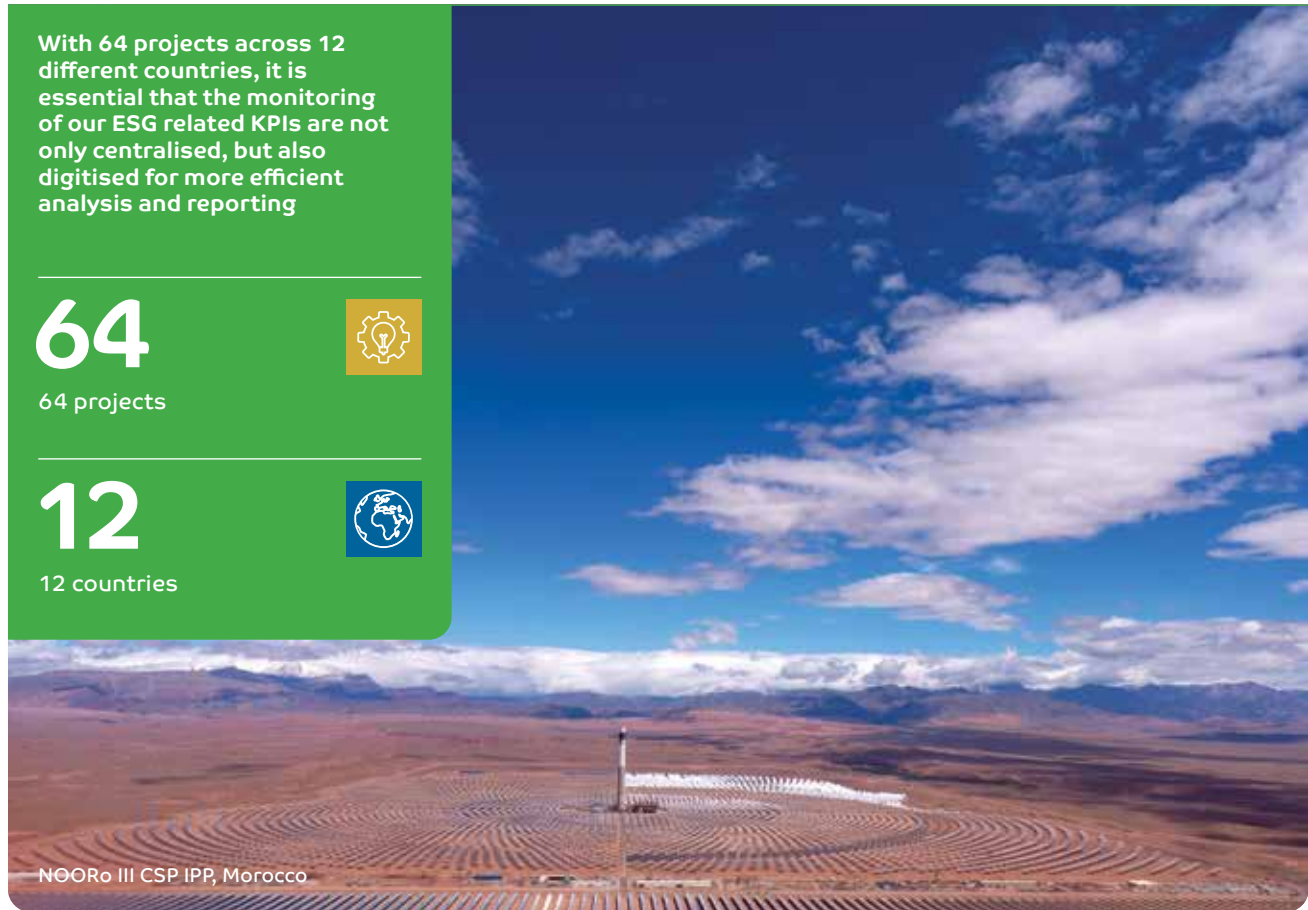 With 64 projects across 12
different countries, it is
essential that the monitoring
of our ESG related KPIs are not
only centralised, but also
digitised for more efficient
analysis and reporting
64
64 projects
12
12 countries
NOORo III CSP IPP, Morocco